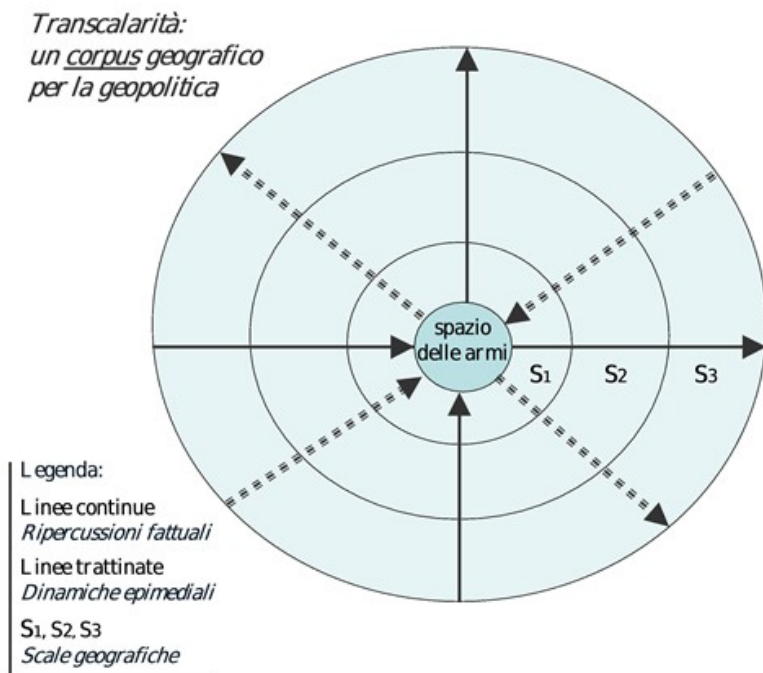 Transcalarità:
un corpus geografico
per la geopolitica
spazio
delle armi
S1
S2
S3
Legenda:
Linee continue
Ripercussioni fattuali
Linee trattinate
Dinamiche epimediali
S1, S2, S3
Scale geografiche